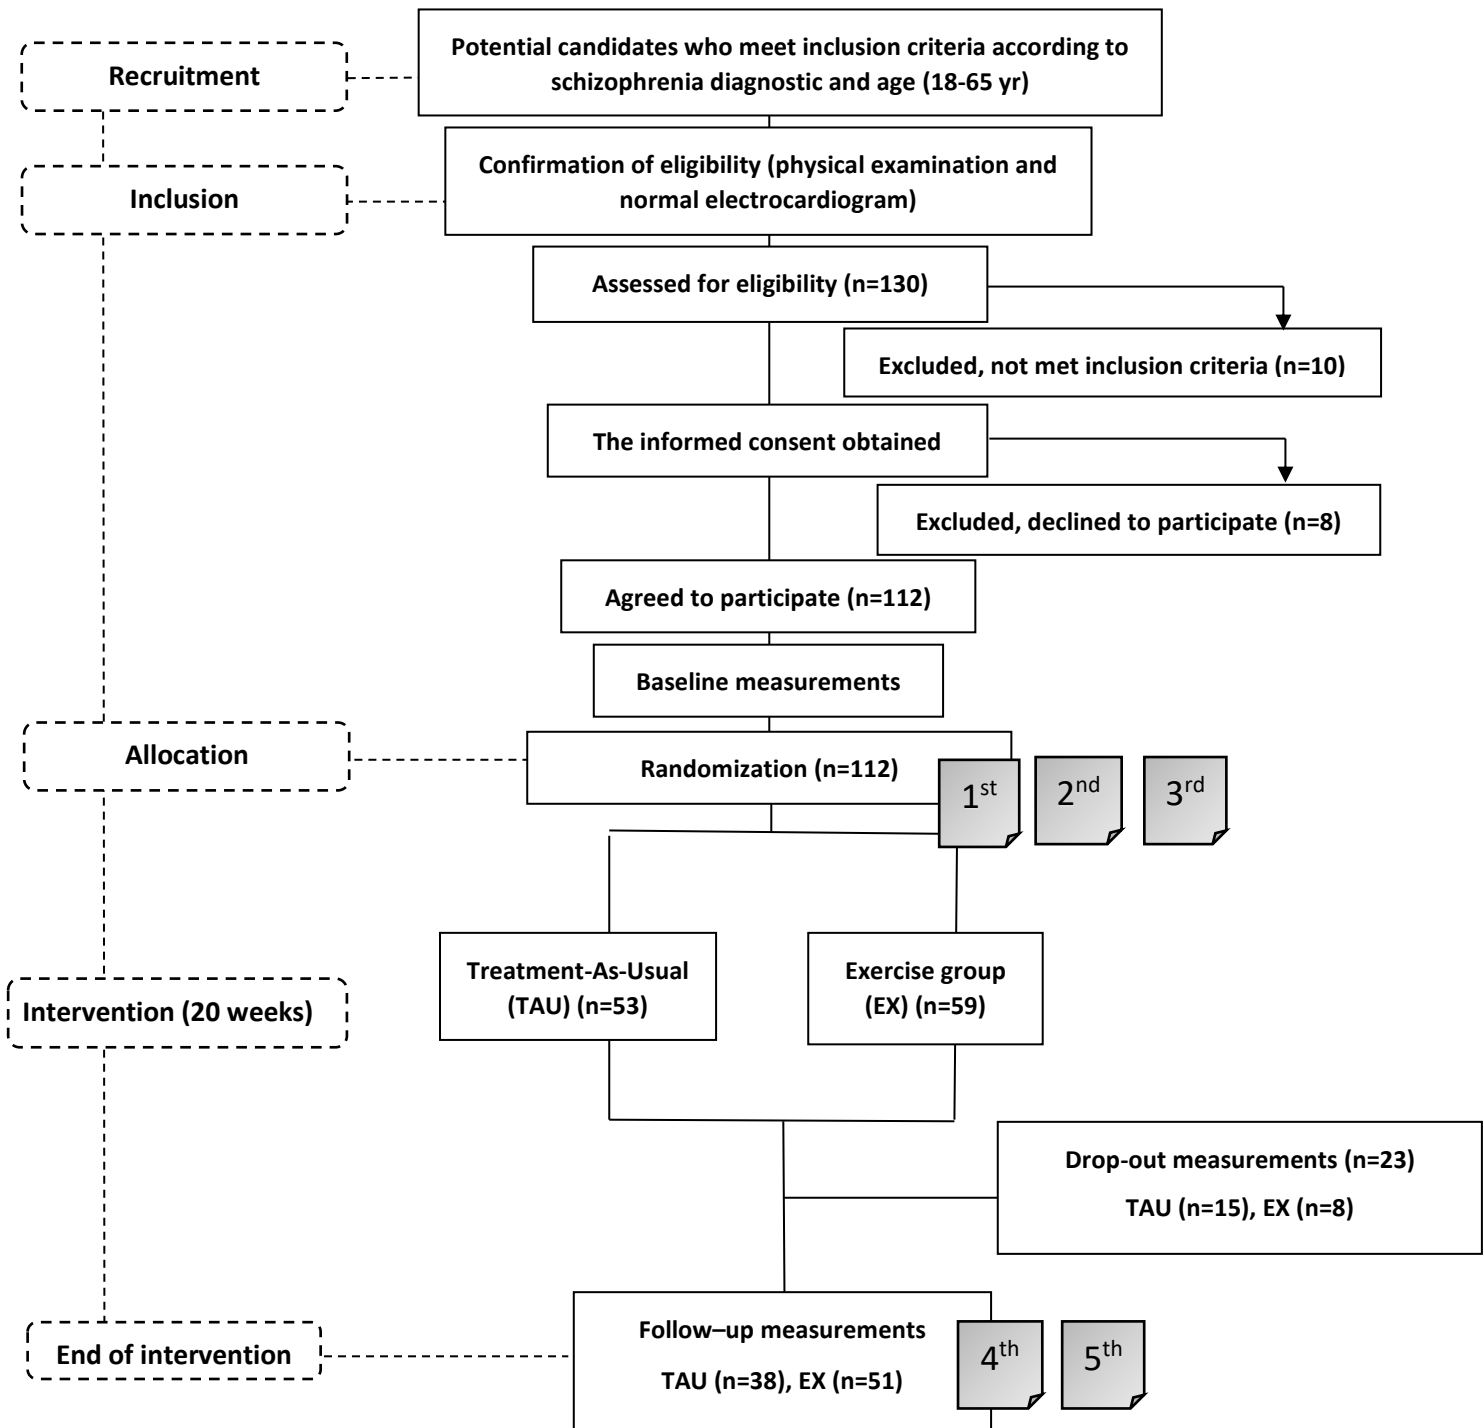 Potential candidates who meet inclusion criteria according to
schizophrenia diagnostic and age (18-65 yr)
Recruitment
Confirmation of eligibility (physical examination and
normal electrocardiogram)
Inclusion
Assessed for eligibility (n=130)
Excluded, not met inclusion criteria (n=10)
The informed consent obtained
Excluded, declined to participate (n=8)
Agreed to participate (n=112)
Baseline measurements
Allocation
Randomization (n=112)
1st
2nd
3rd
Treatment-As-Usual
(TAU) (n=53)
Exercise group
(EX) (n=59)
Intervention (20 weeks)
Drop-out measurements (n=23)
TAU (n=15), EX (n=8)
End of intervention
Follow–up measurements
TAU (n=38), EX (n=51)
4th
5th